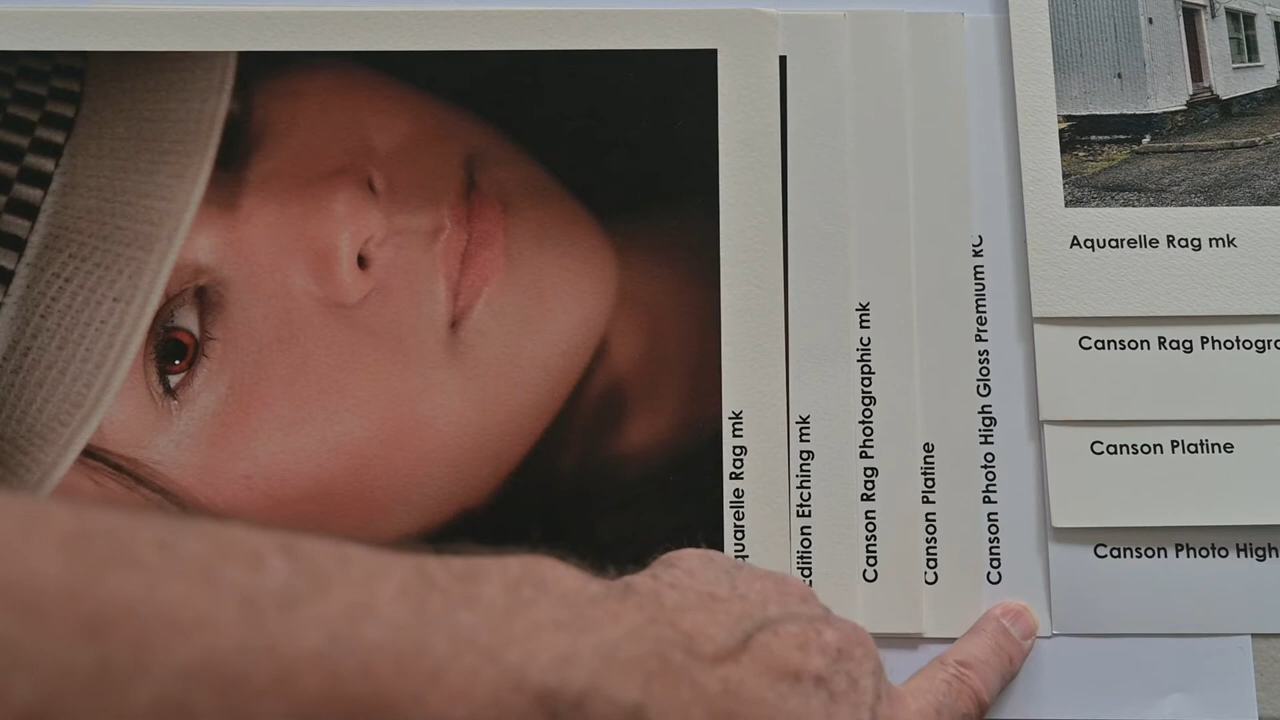 quarelle Rag mk
dition Etching mk
Canson Rag Photographic mk
Canson Platine
Canson Photo High Gloss Premium RC
Aquarelle Rag mk
Canson Rag Photogra
Canson Platine
Canson Photo High